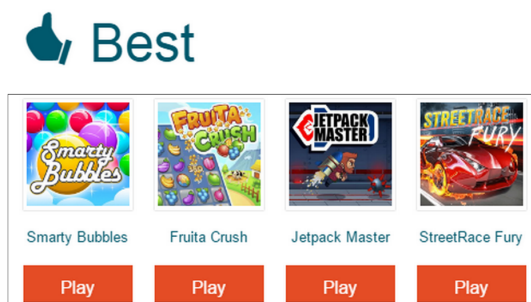 Best
Smarty
Bubbles
FRUITA
CRUSH
JETPACK
MASTER
STREETRACE
FURY
Smarty Bubbles
Fruita Crush
Jetpack Master
StreetRace Fury
Play
Play
Play
Play